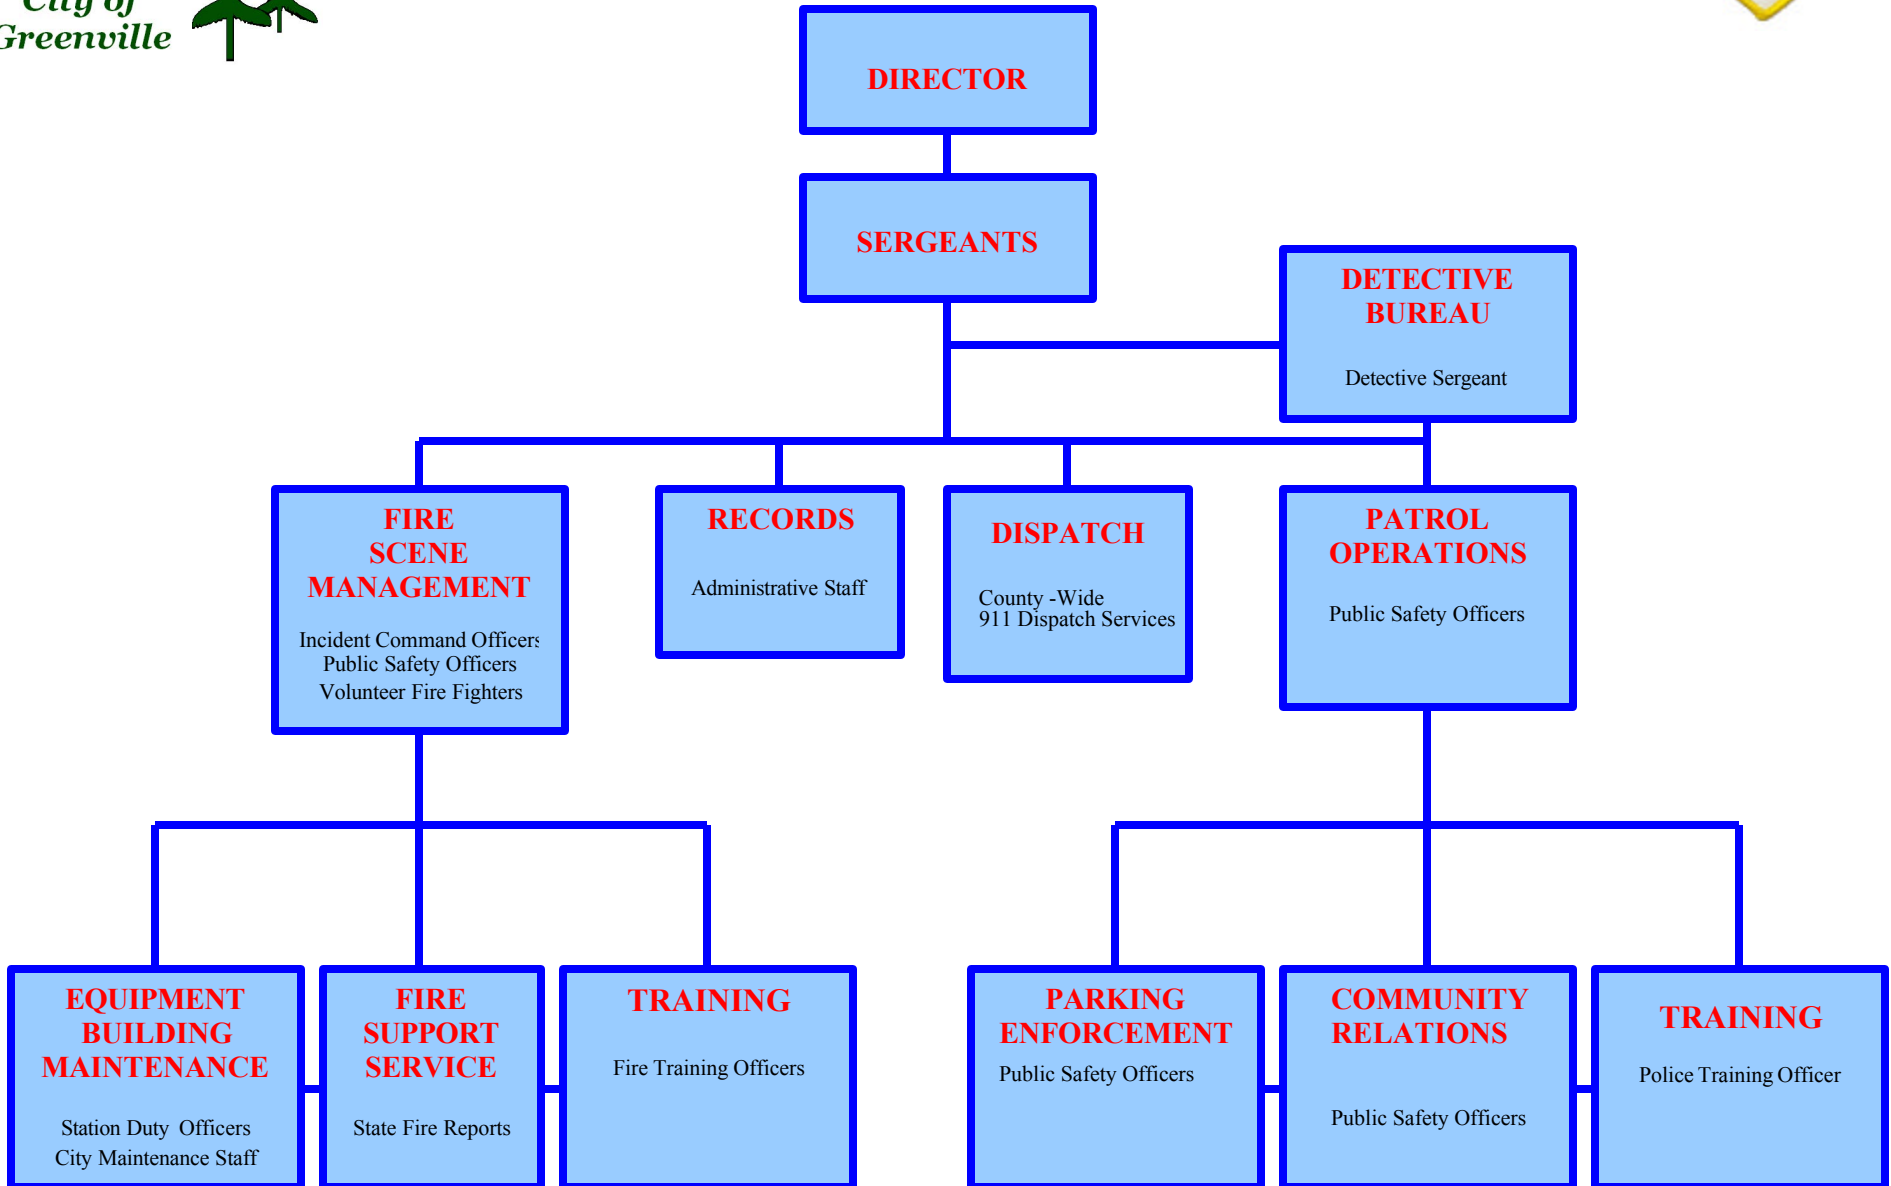 City of
Greenville
DIRECTOR
SERGEANTS
DETECTIVE
BUREAU
Detective Sergeant
FIRE
SCENE
MANAGEMENT
Incident Command Officers
Public Safety Officers
Volunteer Fire Fighters
RECORDS
Administrative Staff
DISPATCH
County -Wide
911 Dispatch Services
PATROL
OPERATIONS
Public Safety Officers
EQUIPMENT
BUILDING
MAINTENANCE
Station Duty Officers
City Maintenance Staff
FIRE
SUPPORT
SERVICE
State Fire Reports
TRAINING
Fire Training Officers
PARKING
ENFORCEMENT
Public Safety Officers
COMMUNITY
RELATIONS
Public Safety Officers
TRAINING
Police Training Officer